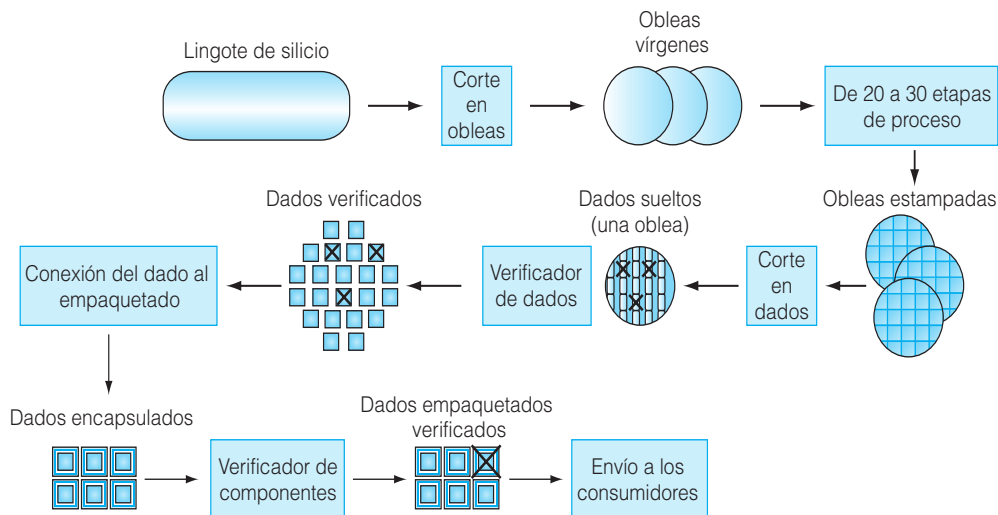 Lingote de silicio
Corte
en
obleas
Obleas
vírgenes
De 20 a 30 etapas
de proceso
Obleas estampadas
Corte
en
dados
Dados sueltos
(una oblea)
Verificador
de dados
Dados verificados
Conexión del dado al
empaquetado
Dados encapsulados
Verificador de
componentes
Dados empaquetados
verificados
Envío a los
consumidores